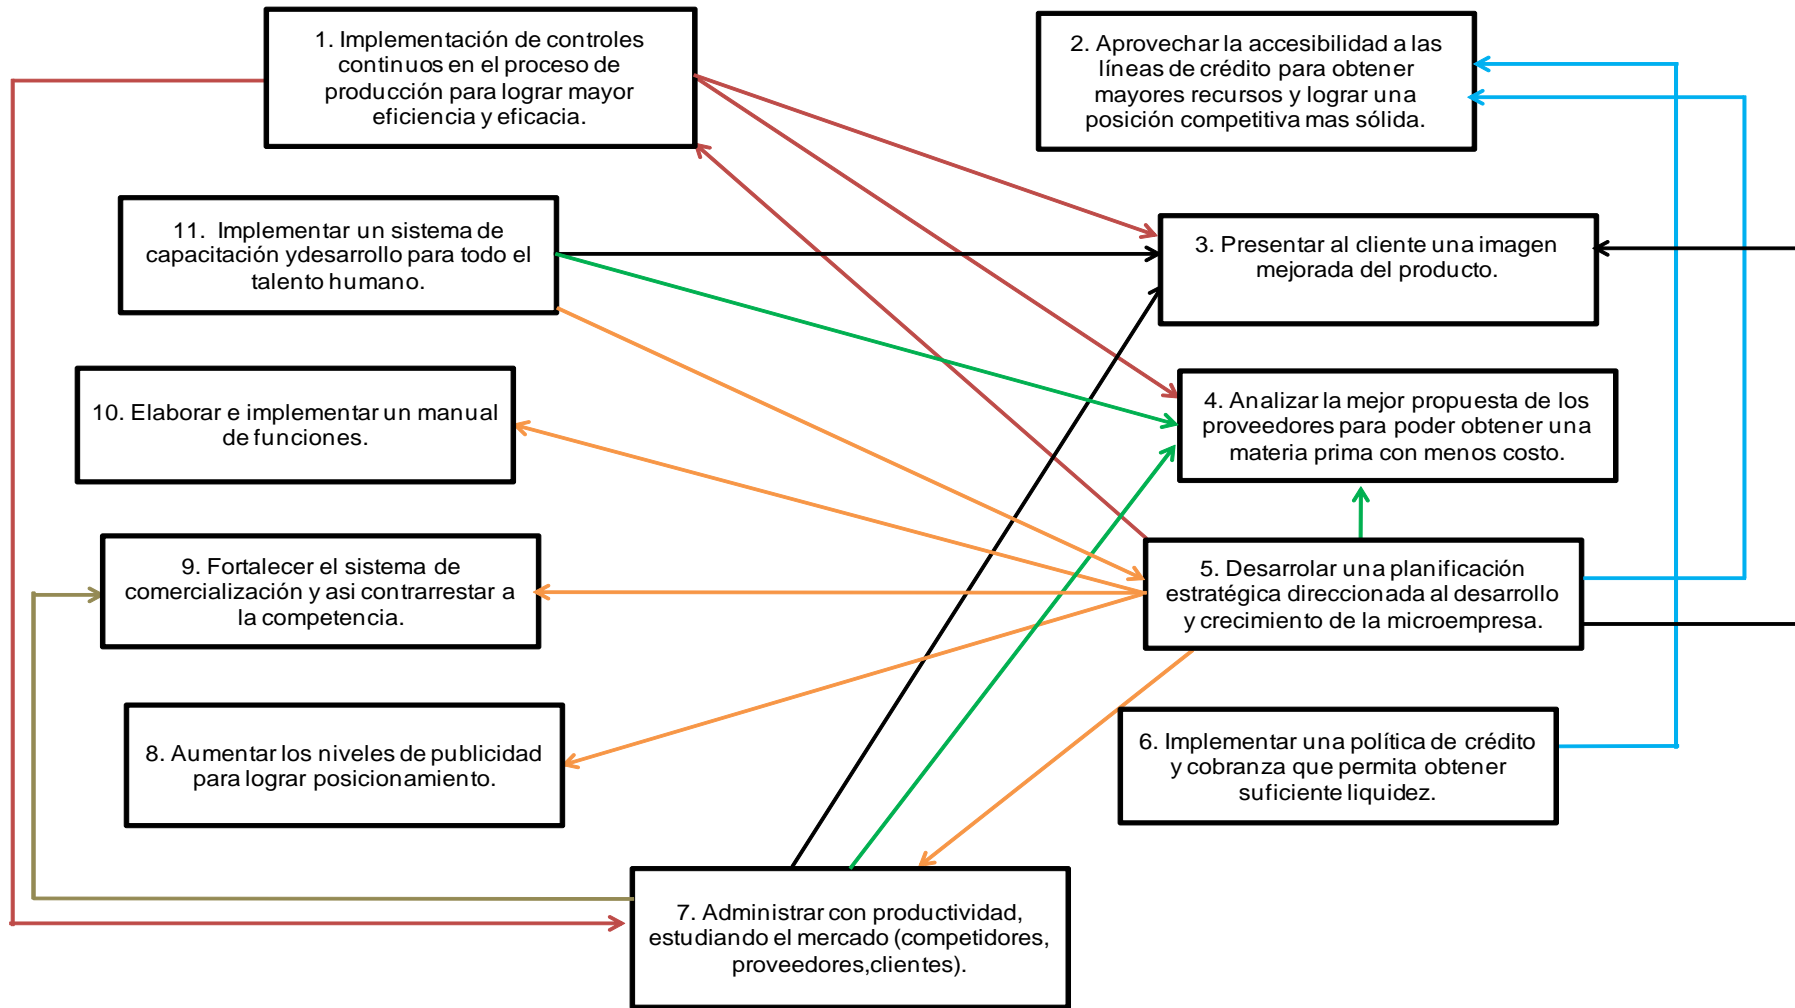 1. Implementación de controles
continuos en el proceso de
producción para lograr mayor
eficiencia y eficacia.
2. Aprovechar la accesibilidad a las
líneas de crédito para obtener
mayores recursos y lograr una
posición competitiva mas sólida.
11. Implementar un sistema de
capacitación ydesarrollo para todo el
talento humano.
3. Presentar al cliente una imagen
mejorada del producto.
10. Elaborar e implementar un manual
de funciones.
4. Analizar la mejor propuesta de los
proveedores para poder obtener una
materia prima con menos costo.
9. Fortalecer el sistema de
comercialización y asi contrarrestar a
la competencia.
5. Desarrolar una planificación
estratégica direccionada al desarrollo
y crecimiento de la microempresa.
8. Aumentar los niveles de publicidad
para lograr posicionamiento.
6. Implementar una política de crédito
y cobranza que permita obtener
suficiente liquidez.
7. Administrar con productividad,
estudiando el mercado (competidores,
proveedores,clientes).